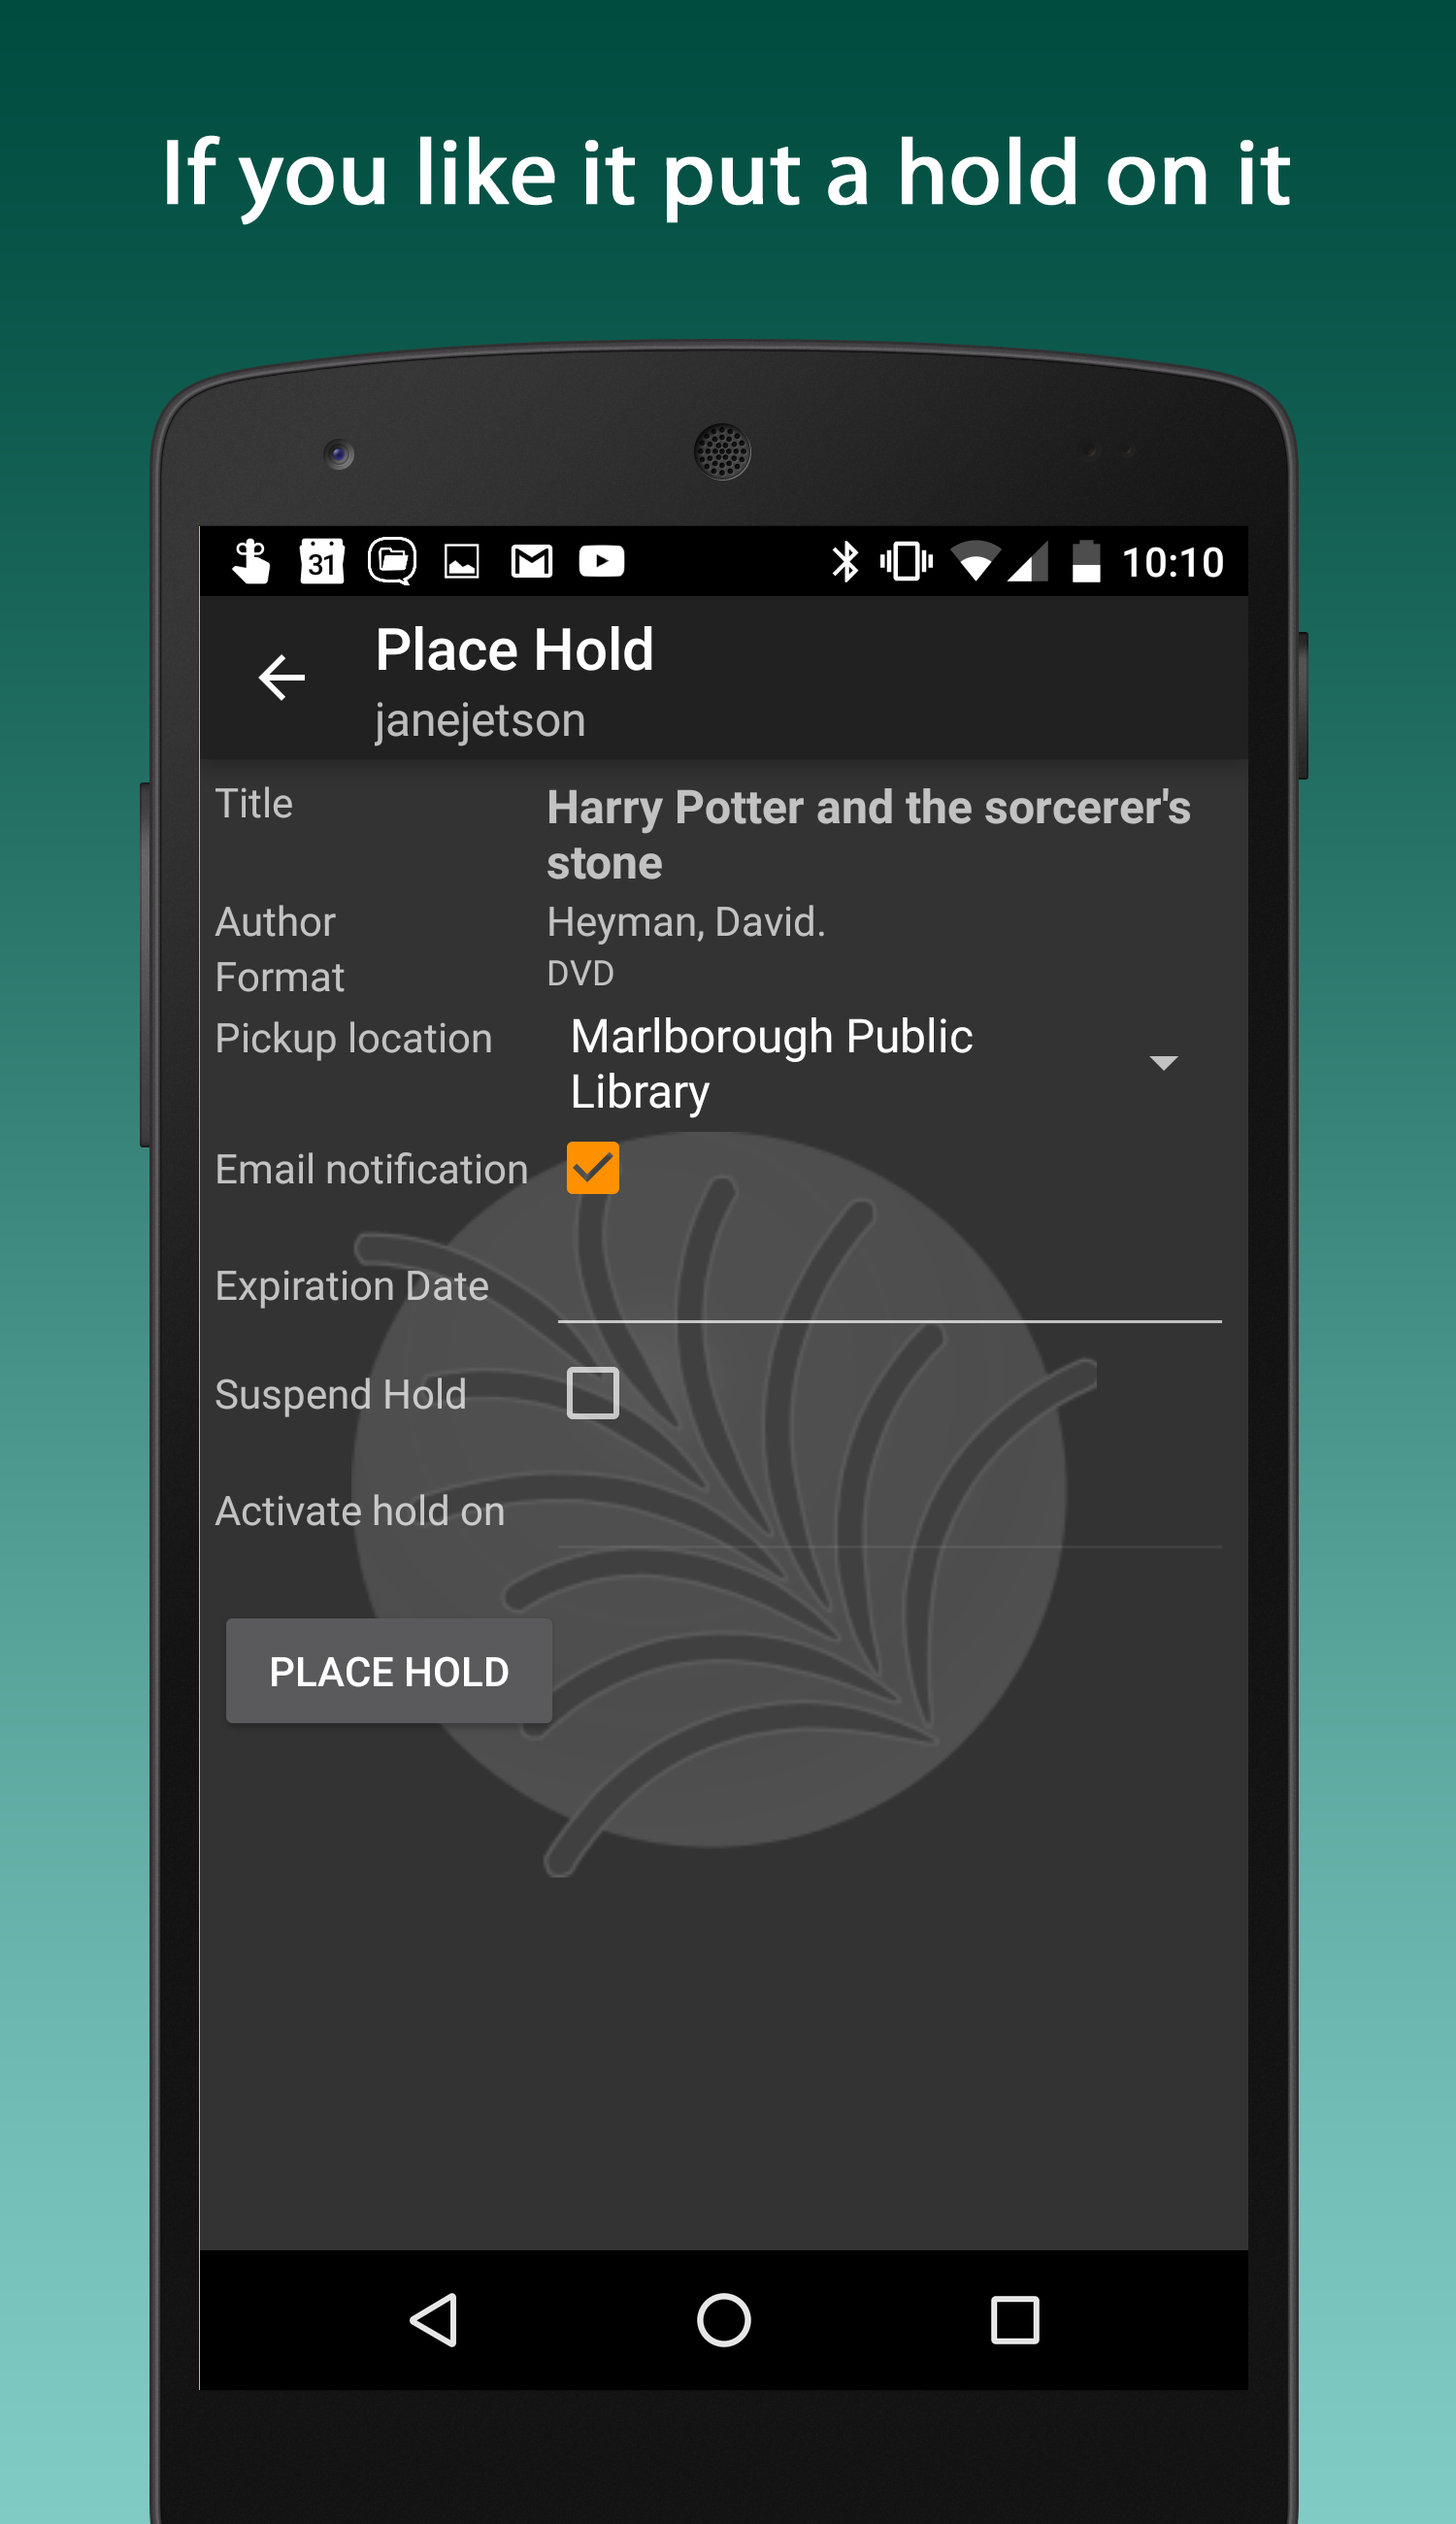 If you like it put a hold on it
31
10:10
Place Hold
janejetson
Title
Harry Potter and the sorcerer's
stone
Author
Heyman, David.
Format
DVD
Pickup location
Marlborough Public
Library
Email notification
Expiration Date
Suspend Hold
Activate hold on
PLACE HOLD